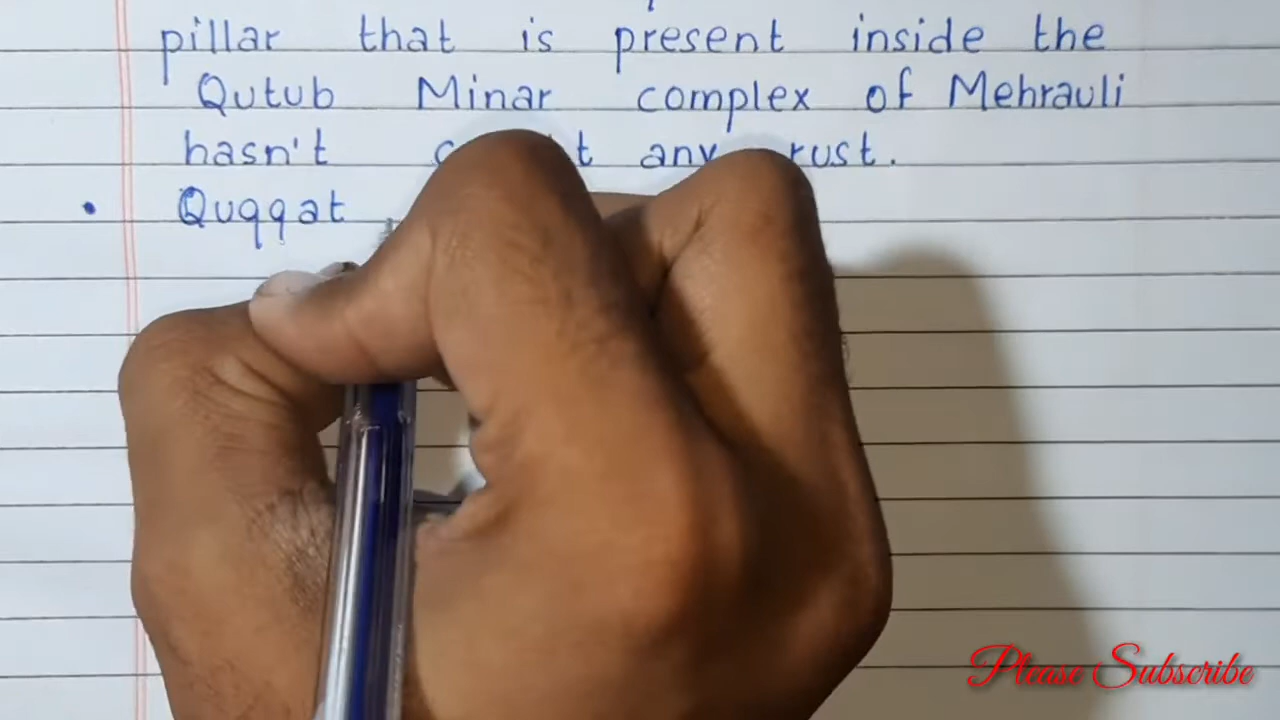 pillar that is present inside the
Qutub Minar complex of Mehrauli
hasn't any rust.
• Quqqat
Please Subscribe